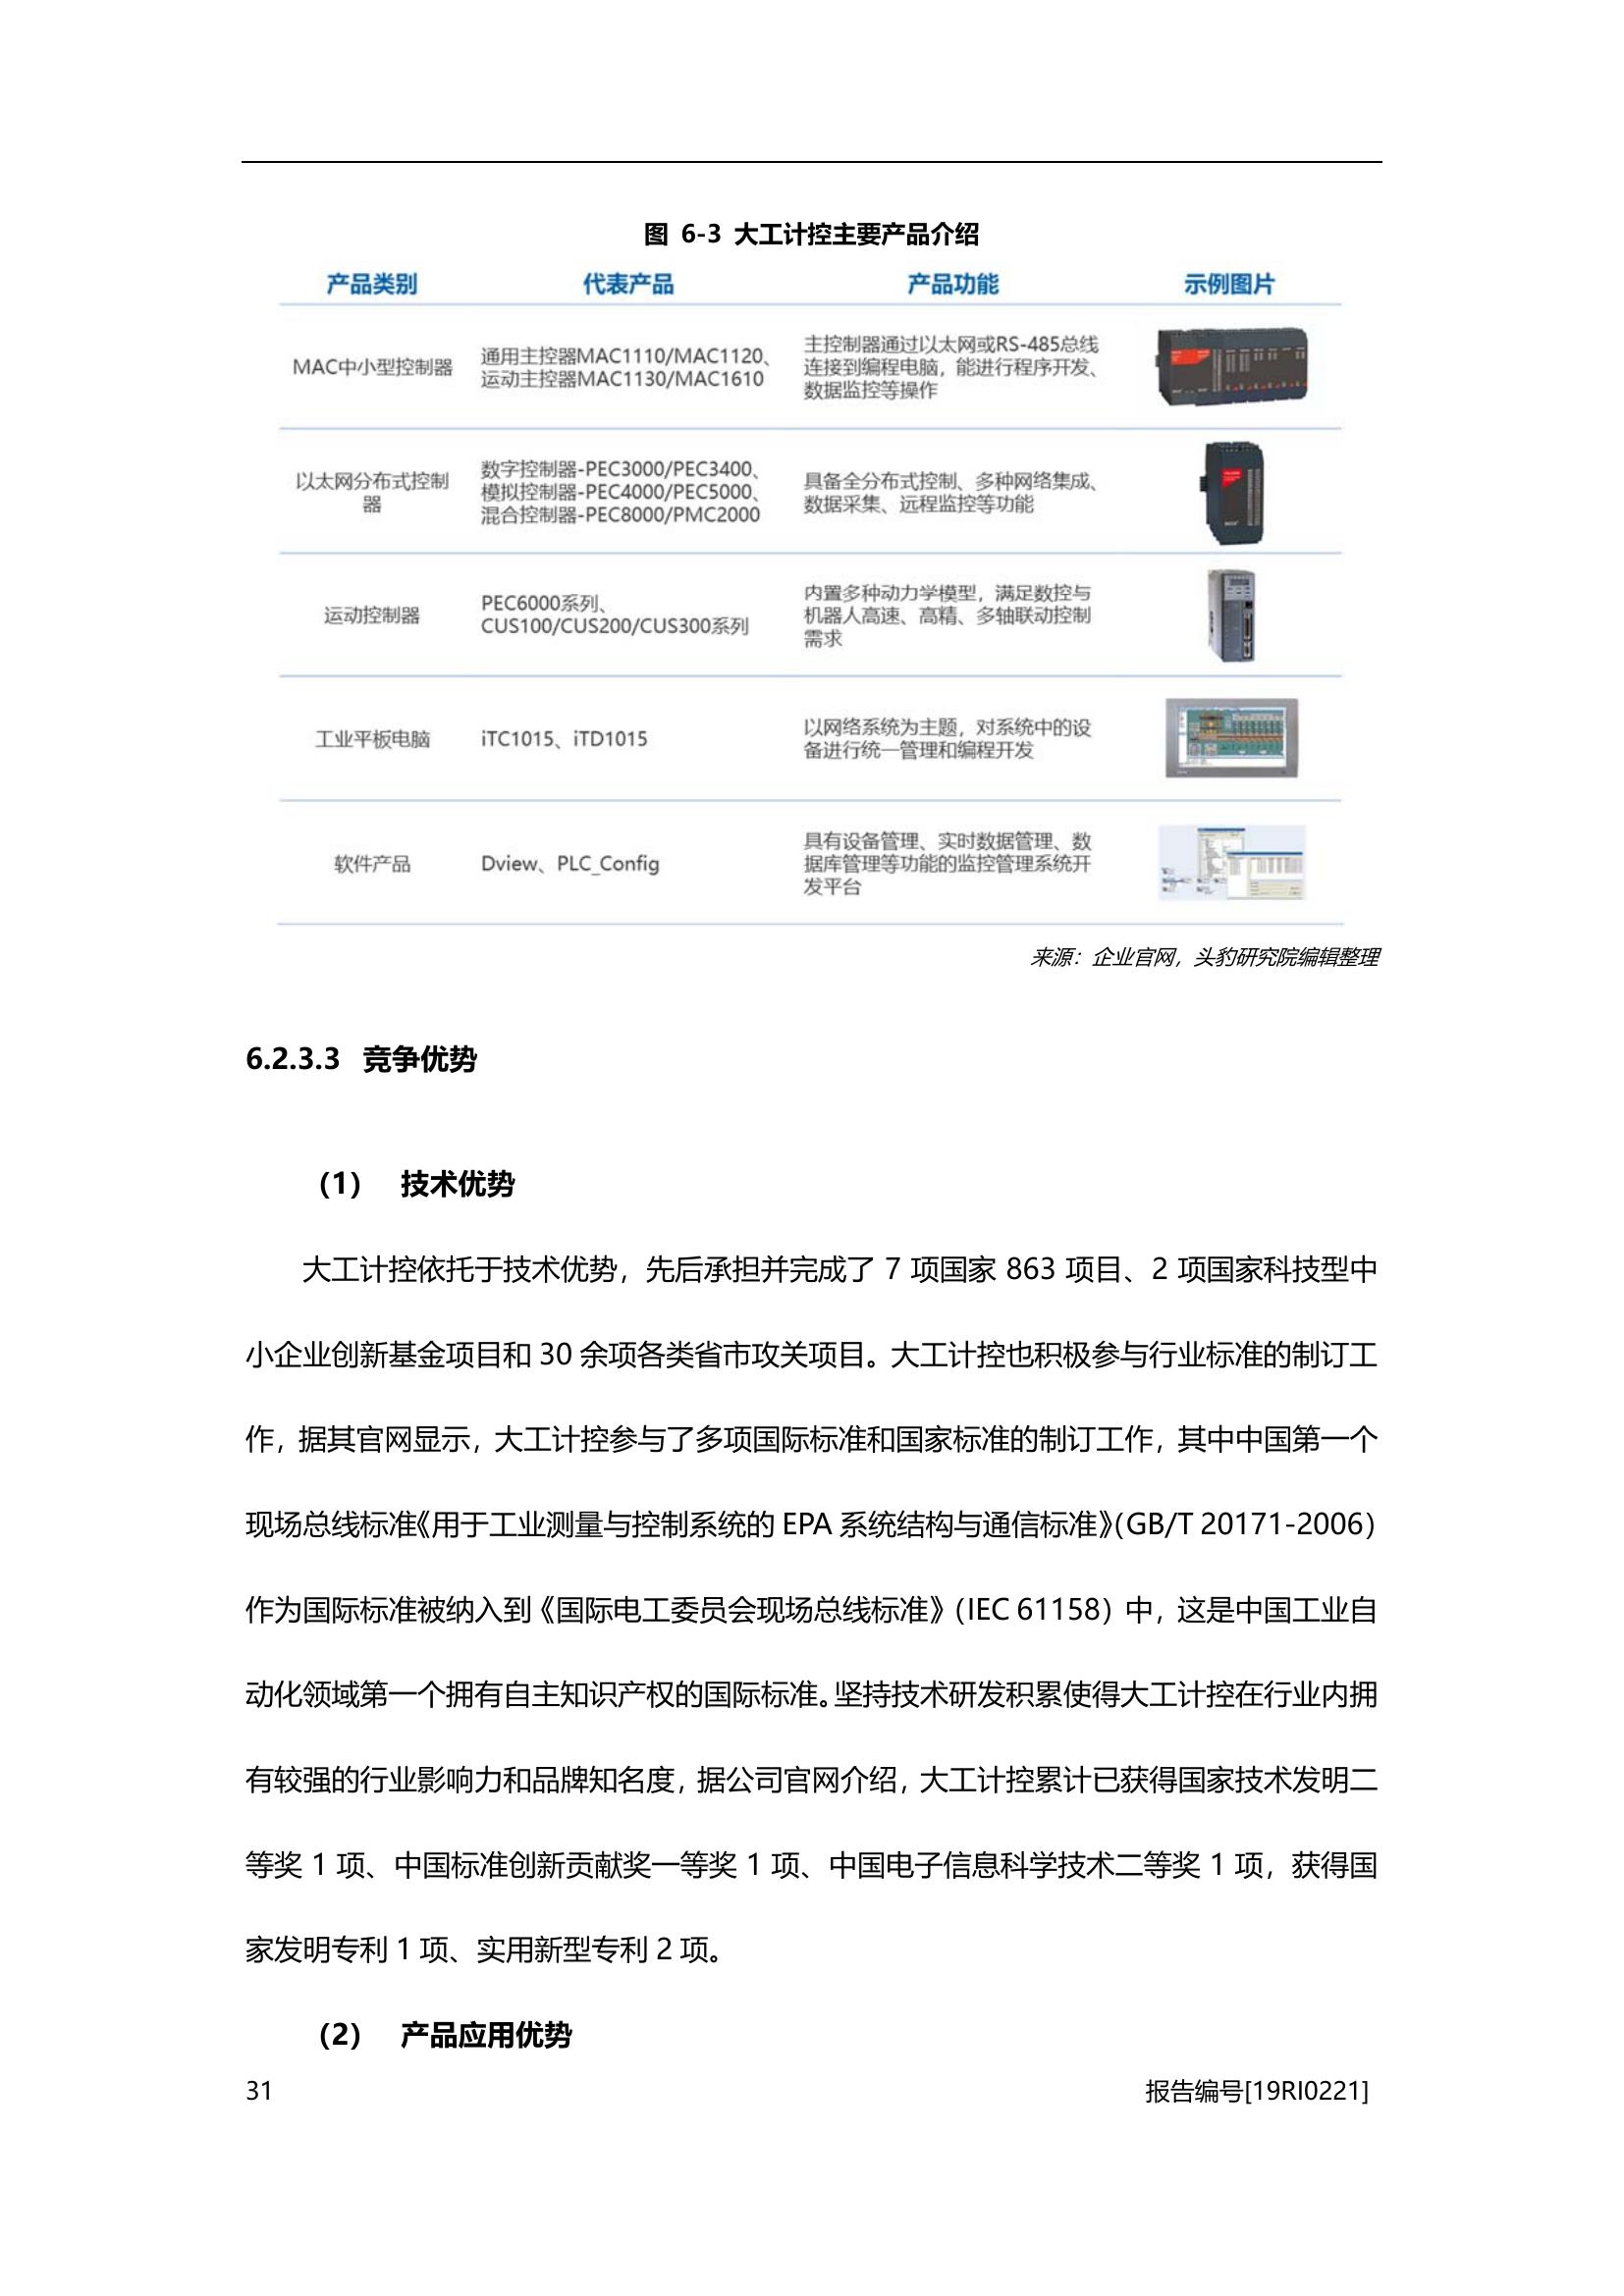 图 6-3 大工计控主要产品介绍
产品类别 代表产品 产品功能 示例图片
MAC中小型控制器
通用主控器MAC1110/MAC1120、
运动主控器MAC1130/MAC1610
主控制器通过以太网或RS-485总线
连接到编程电脑，能进行程序开发、
数据监控等操作
以太网分布式控制
器
数字控制器-PEC3000/PEC3400、
模拟控制器-PEC4000/PEC5000、
混合控制器-PEC8000/PMC2000
具备全分布式控制、多种网络集成、
数据采集、远程监控等功能
运动控制器
PEC6000系列、
CUS100/CUS200/CUS300系列
内置多种动力学模型，满足数控与
机器人高速、高精、多轴联动控制
需求
工业平板电脑
iTC1015、iTD1015
以网络系统为主题，对系统中的设
备进行统一管理和编程开发
软件产品
Dview、PLC_Config
具有设备管理、实时数据管理、数
据库管理等功能的监控管理系统开
发平台
来源：企业官网，头豹研究院编辑整理
6.2.3.3 竞争优势
（1） 技术优势
大工计控依托于技术优势，先后承担并完成了 7 项国家 863 项目、2 项国家科技型中
小企业创新基金项目和 30 余项各类省市攻关项目。大工计控也积极参与行业标准的制订工
作，据其官网显示，大工计控参与了多项国际标准和国家标准的制订工作，其中中国第一个
现场总线标准《用于工业测量与控制系统的 EPA 系统结构与通信标准》（GB/T 20171-2006）
作为国际标准被纳入到《国际电工委员会现场总线标准》（IEC 61158）中，这是中国工业自
动化领域第一个拥有自主知识产权的国际标准。坚持技术研发积累使得大工计控在行业内拥
有较强的行业影响力和品牌知名度，据公司官网介绍，大工计控累计已获得国家技术发明二
等奖 1 项、中国标准创新贡献奖一等奖 1 项、中国电子信息科学技术二等奖 1 项，获得国
家发明专利 1 项、实用新型专利 2 项。
（2） 产品应用优势
31 报告编号[19RI0221]